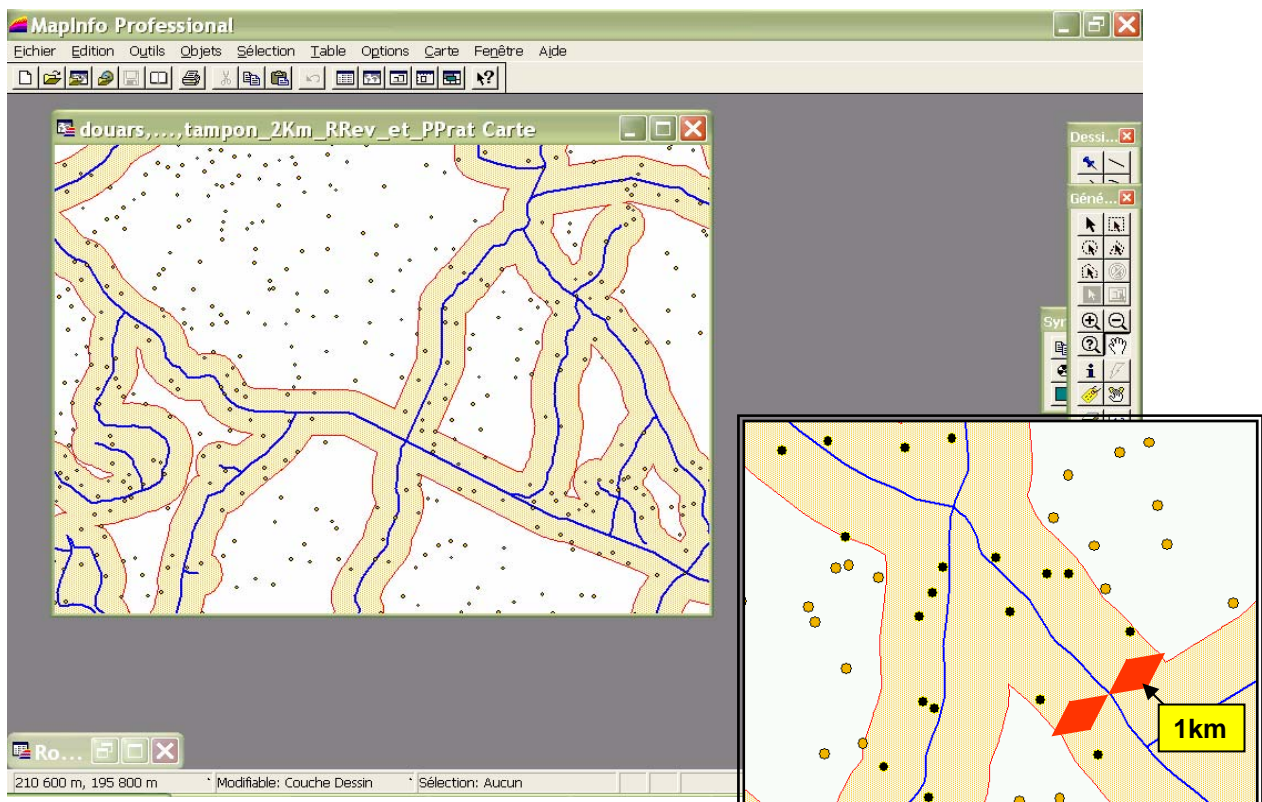 MapInfo Professional
Fichier Edition Outils Objets Sélection Table Options Carte Fenêtre Aide
douars,...,tampon_2Km_RRev_et_PPrat Carte
Dessi...
Géné...
1km
Ro...
210 600 m, 195 800 m Modifiable: Couche Dessin Sélection: Aucun